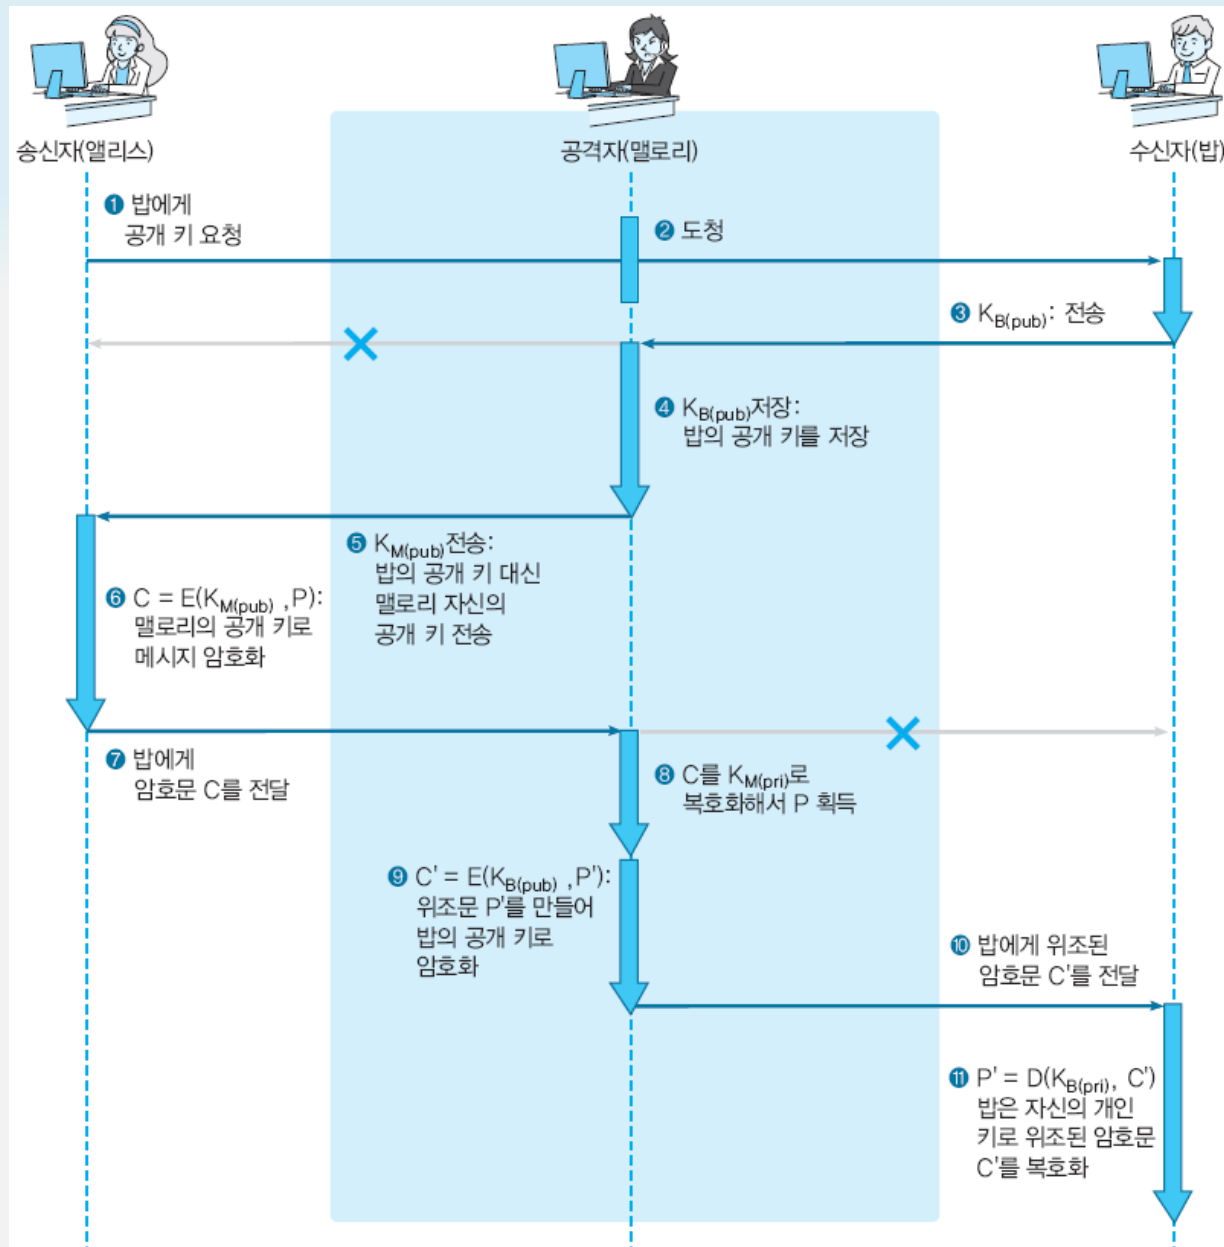 송신자(앨리스)
공격자(맬로리)
수신자(밥)
❶ 밥에게
공개 키 요청
❷ 도청
❸ K_B(pub): 전송
❹ K_B(pub)저장:
밥의 공개 키를 저장
❺ K_M(pub)전송:
밥의 공개 키 대신
맬로리 자신의
공개 키 전송
❻ C = E(K_M(pub) ,P):
맬로리의 공개 키로
메시지 암호화
❼ 밥에게
암호문 C를 전달
❽ C를 K_M(pri)로
복호화해서 P 획득
❾ C' = E(K_B(pub) ,P'):
위조문 P'를 만들어
밥의 공개 키로
암호화
❿ 밥에게 위조된
암호문 C'를 전달
⓫ P' = D(K_B(pri), C')
밥은 자신의 개인
키로 위조된 암호문
C'를 복호화